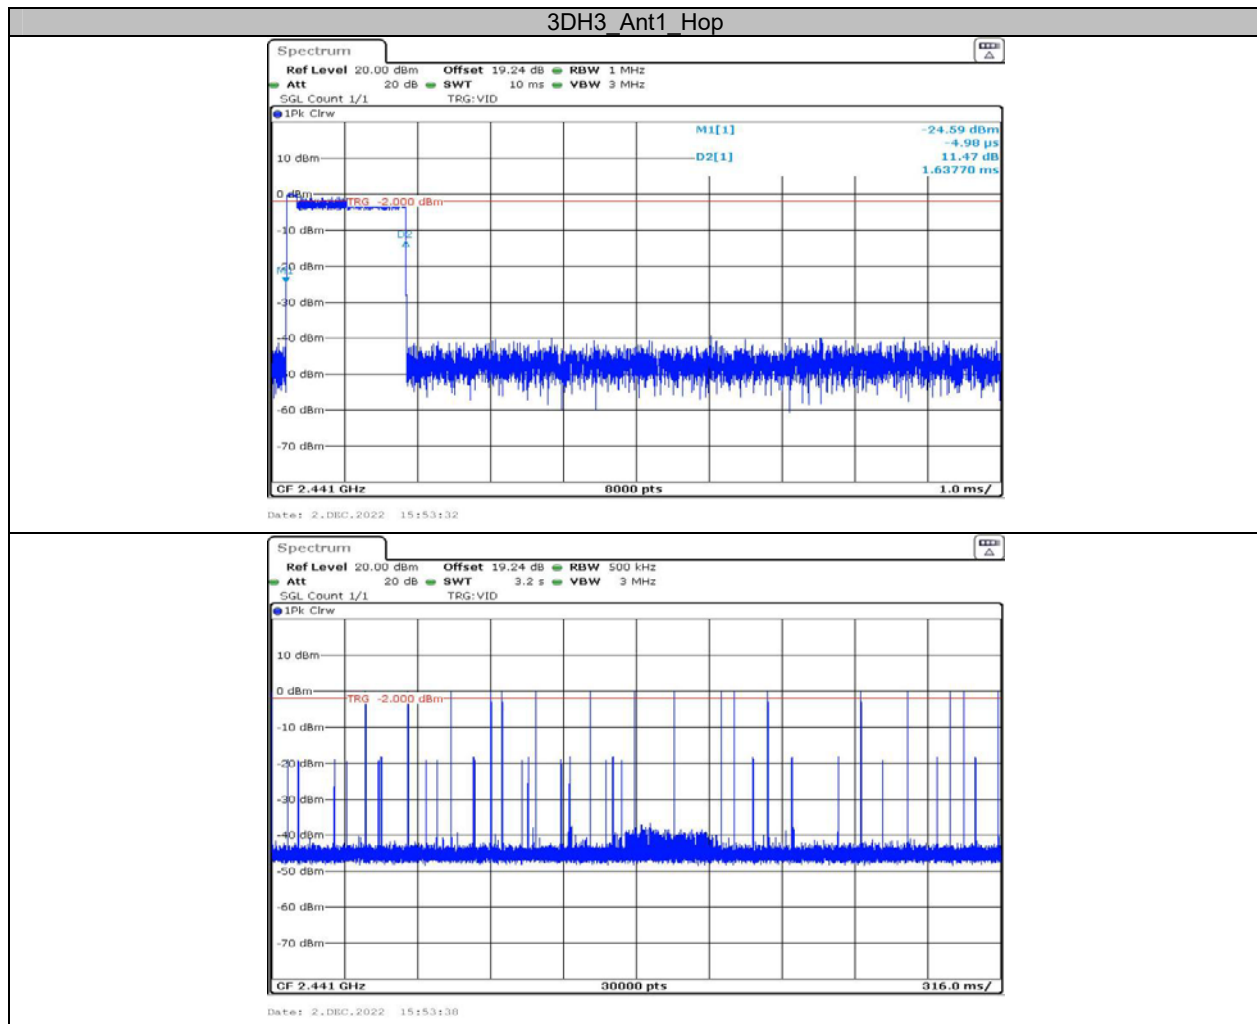 3DH3_Ant1_Hop
Spectrum
Ref Level 20.00 dBm Offset 19.24 dB RBW 1 MHz
Att 20 dB SWT 10 ms VBW 3 MHz
SGL Count 1/1 TRG:VID
1Pk Clrw
M1[1] -24.59 dBm
-4.98 µs
D2[1] 11.47 dB
1.63770 ms
10 dBm
0 dBm
TRG -2.000 dBm
-10 dBm
D2
-20 dBm
M1
-30 dBm
-40 dBm
-50 dBm
-60 dBm
-70 dBm
CF 2.441 GHz 8000 pts 1.0 ms/
Date: 2.DEC.2022 15:53:32
Spectrum
Ref Level 20.00 dBm Offset 19.24 dB RBW 500 kHz
Att 20 dB SWT 3.2 s VBW 3 MHz
SGL Count 1/1 TRG:VID
1Pk Clrw
10 dBm
0 dBm
TRG -2.000 dBm
-10 dBm
-20 dBm
-30 dBm
-40 dBm
-50 dBm
-60 dBm
-70 dBm
CF 2.441 GHz 30000 pts 316.0 ms/
Date: 2.DEC.2022 15:53:38